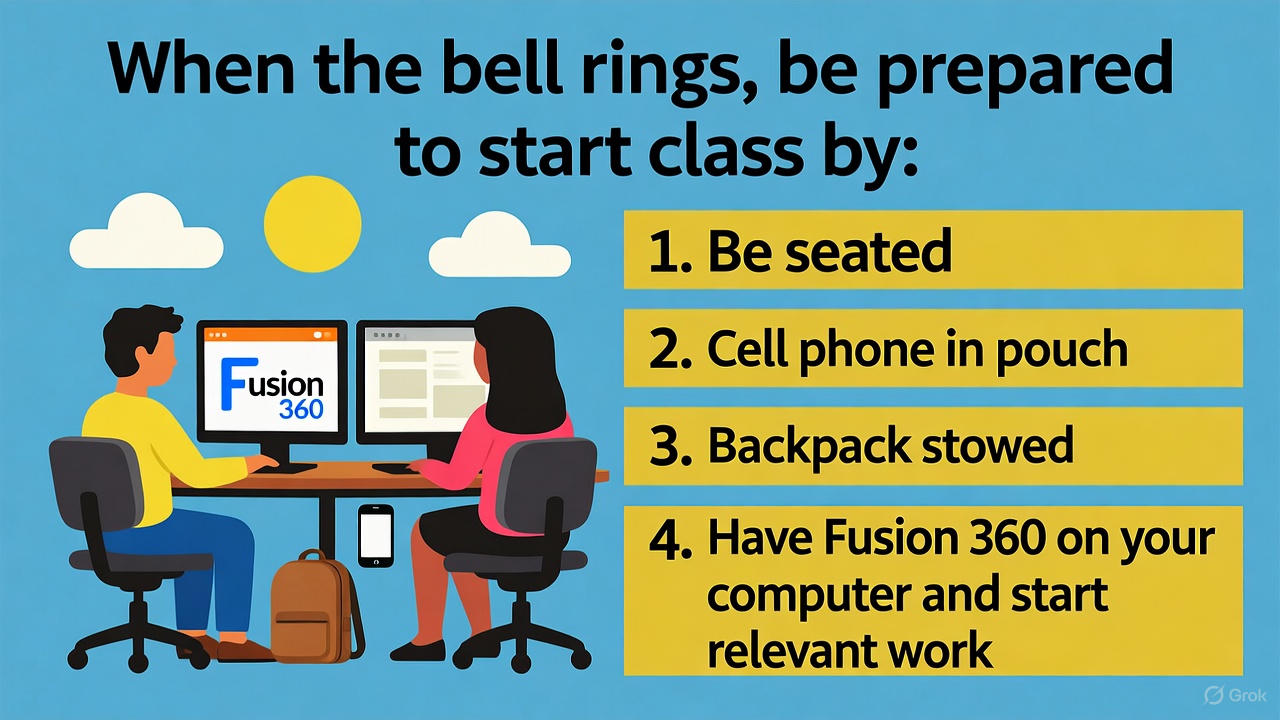 When the bell rings, be prepared
to start class by:
1. Be seated
2. Cell phone in pouch
3. Backpack stowed
4. Have Fusion 360 on your
computer and start
relevant work
Fusion
360
Grok